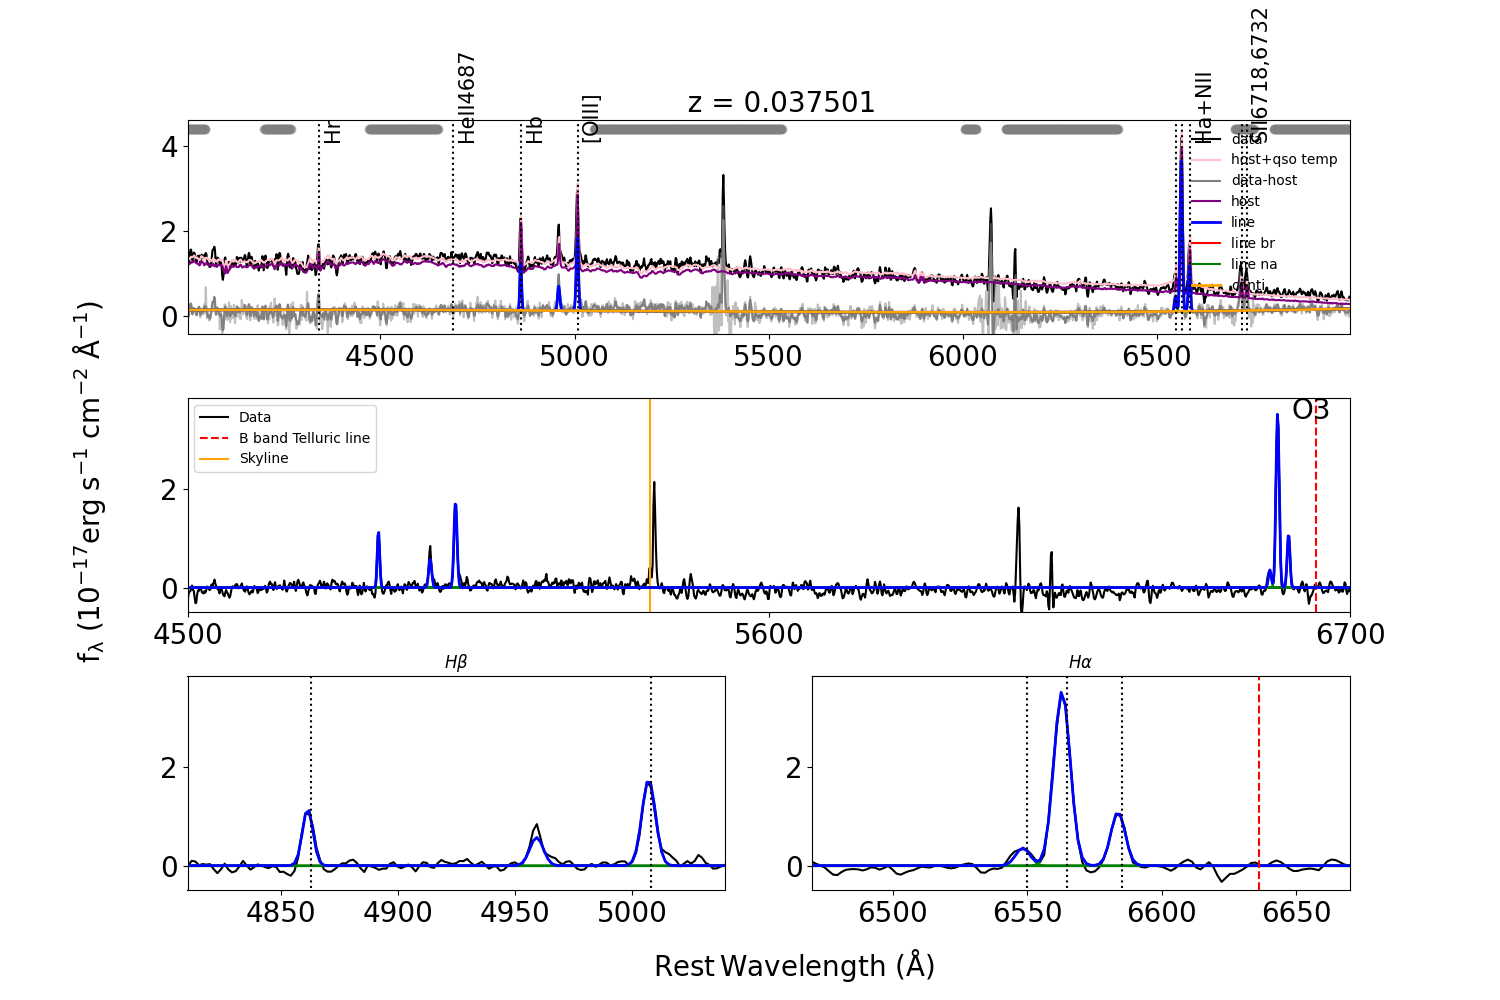 z = 0.037501
Hr
HeII4687
Hb
[OIII]
Ha+NII
SII6718,6732
4
2
0
data
host+qso temp
data-host
host
line
line br
line na
conti
4500
5000
5500
6000
6500
f_λ (10^−17 erg s^−1 cm^−2 Å^−1)
Data
B band Telluric line
Skyline
O3
2
0
4500
5600
6700
Hβ
2
0
4850
4900
4950
5000
Hα
2
0
6500
6550
6600
6650
Rest Wavelength (Å)